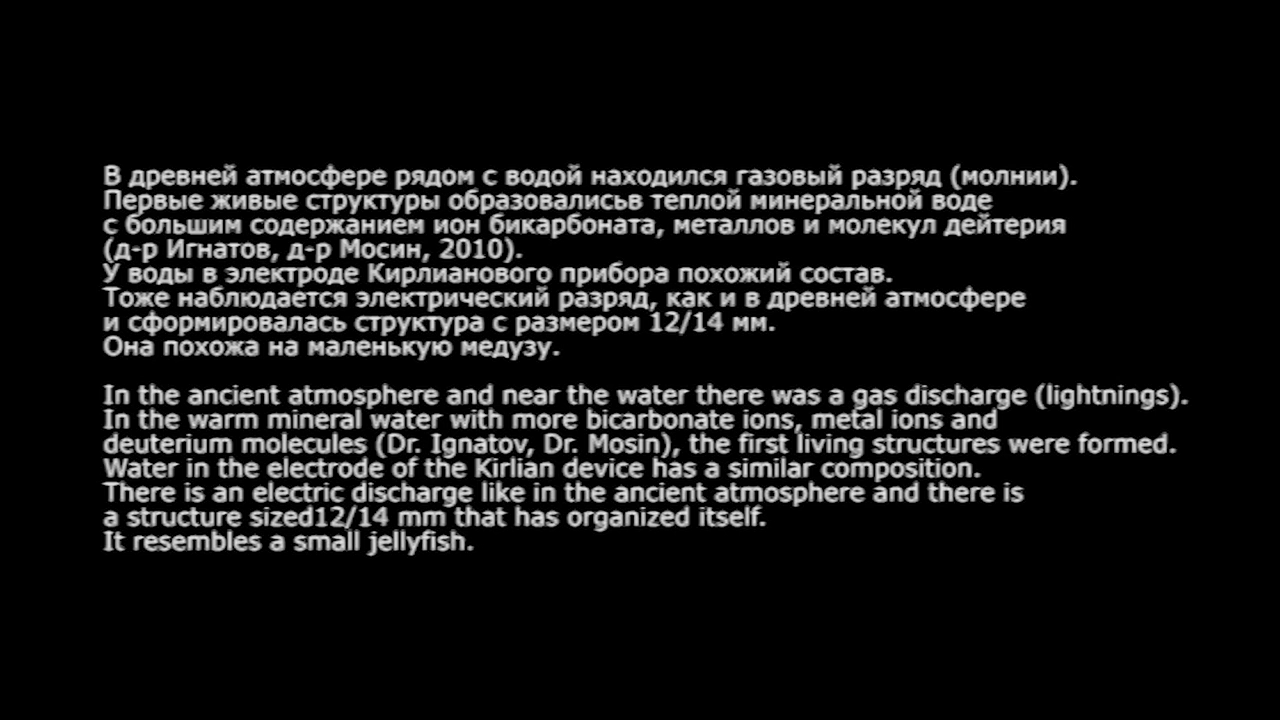 В древней атмосфере рядом с водой находился газовый разряд (молнии).
Первые живые структуры образовалисьв теплой минеральной воде
с большим содержанием ион бикарбоната, металлов и молекул дейтерия
(д-р Игнатов, д-р Мосин, 2010).
У воды в электроде Кирлианового прибора похожий состав.
Тоже наблюдается электрический разряд, как и в древней атмосфере
и сформировалась структура с размером 12/14 мм.
Она похожа на маленькую медузу.
In the ancient atmosphere and near the water there was a gas discharge (lightnings).
In the warm mineral water with more bicarbonate ions, metal ions and
deuterium molecules (Dr. Ignatov, Dr. Mosin), the first living structures were formed.
Water in the electrode of the Kirlian device has a similar composition.
There is an electric discharge like in the ancient atmosphere and there is
a structure sized12/14 mm that has organized itself.
It resembles a small jellyfish.